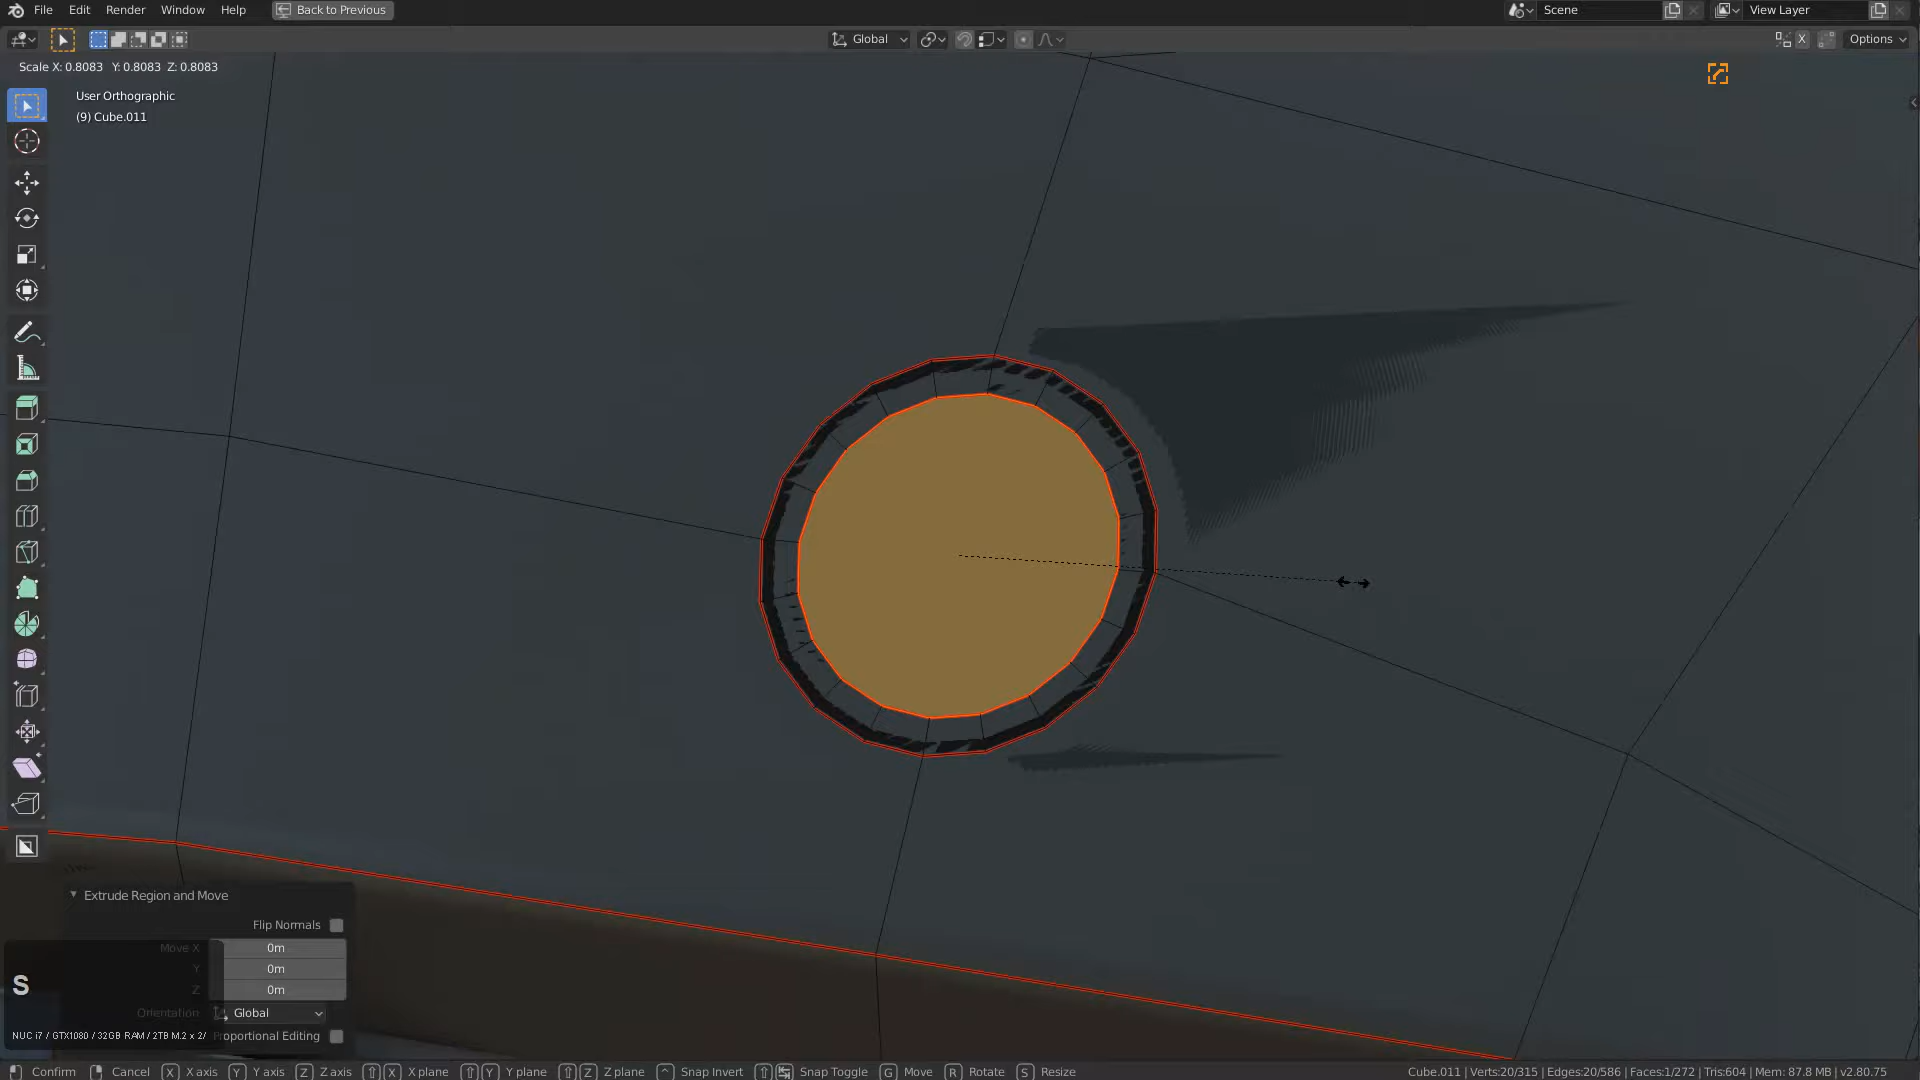 File Edit Render Window Help Back to Previous Scene View Layer
Global X Options
Scale X: 0.8083 Y: 0.8083 Z: 0.8083
User Orthographic
(9) Cube.011
Extrude Region and Move
Flip Normals
Move X 0m
Y 0m
Z 0m
S
Orientation Global
NUC i7 / GTX1080 / 32GB RAM / 2TB M.2 x 2/ roportional Editing
Confirm Cancel X X axis Y Y axis Z Z axis X X plane Y Y plane Z Z plane ^ Snap Invert Snap Toggle G Move R Rotate S Resize Cube.011 | Verts:20/315 | Edges:20/586 | Faces:1/272 | Tris:604 | Mem: 87.8 MB | v2.80.75